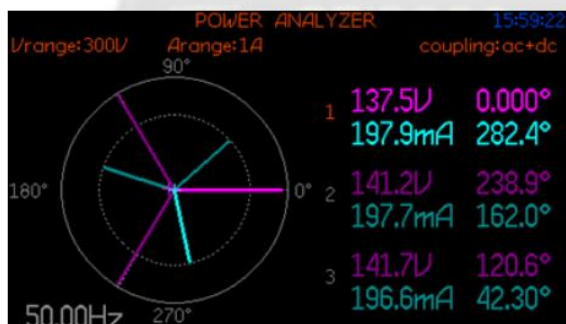 POWER ANALYZER 15:59:22
Vrange:300V Arange:1A coupling:ac+dc
90°
1 137.5V 0.000°
197.9mA 282.4°
180° 0° 2 141.2V 238.9°
197.7mA 162.0°
3 141.7V 120.6°
196.6mA 42.30°
50.00Hz 270°